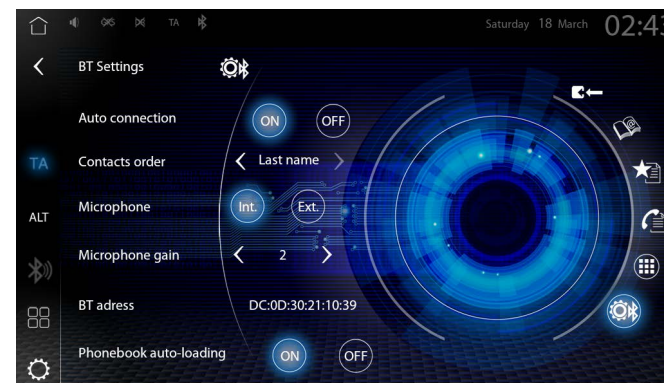 TA
Saturday 18 March 02:43
BT Settings
Auto connection ON OFF
TA
Contacts order Last name
ALT
Microphone Int. Ext.
Microphone gain 2
BT adress DC:0D:30:21:10:39
Phonebook auto-loading ON OFF